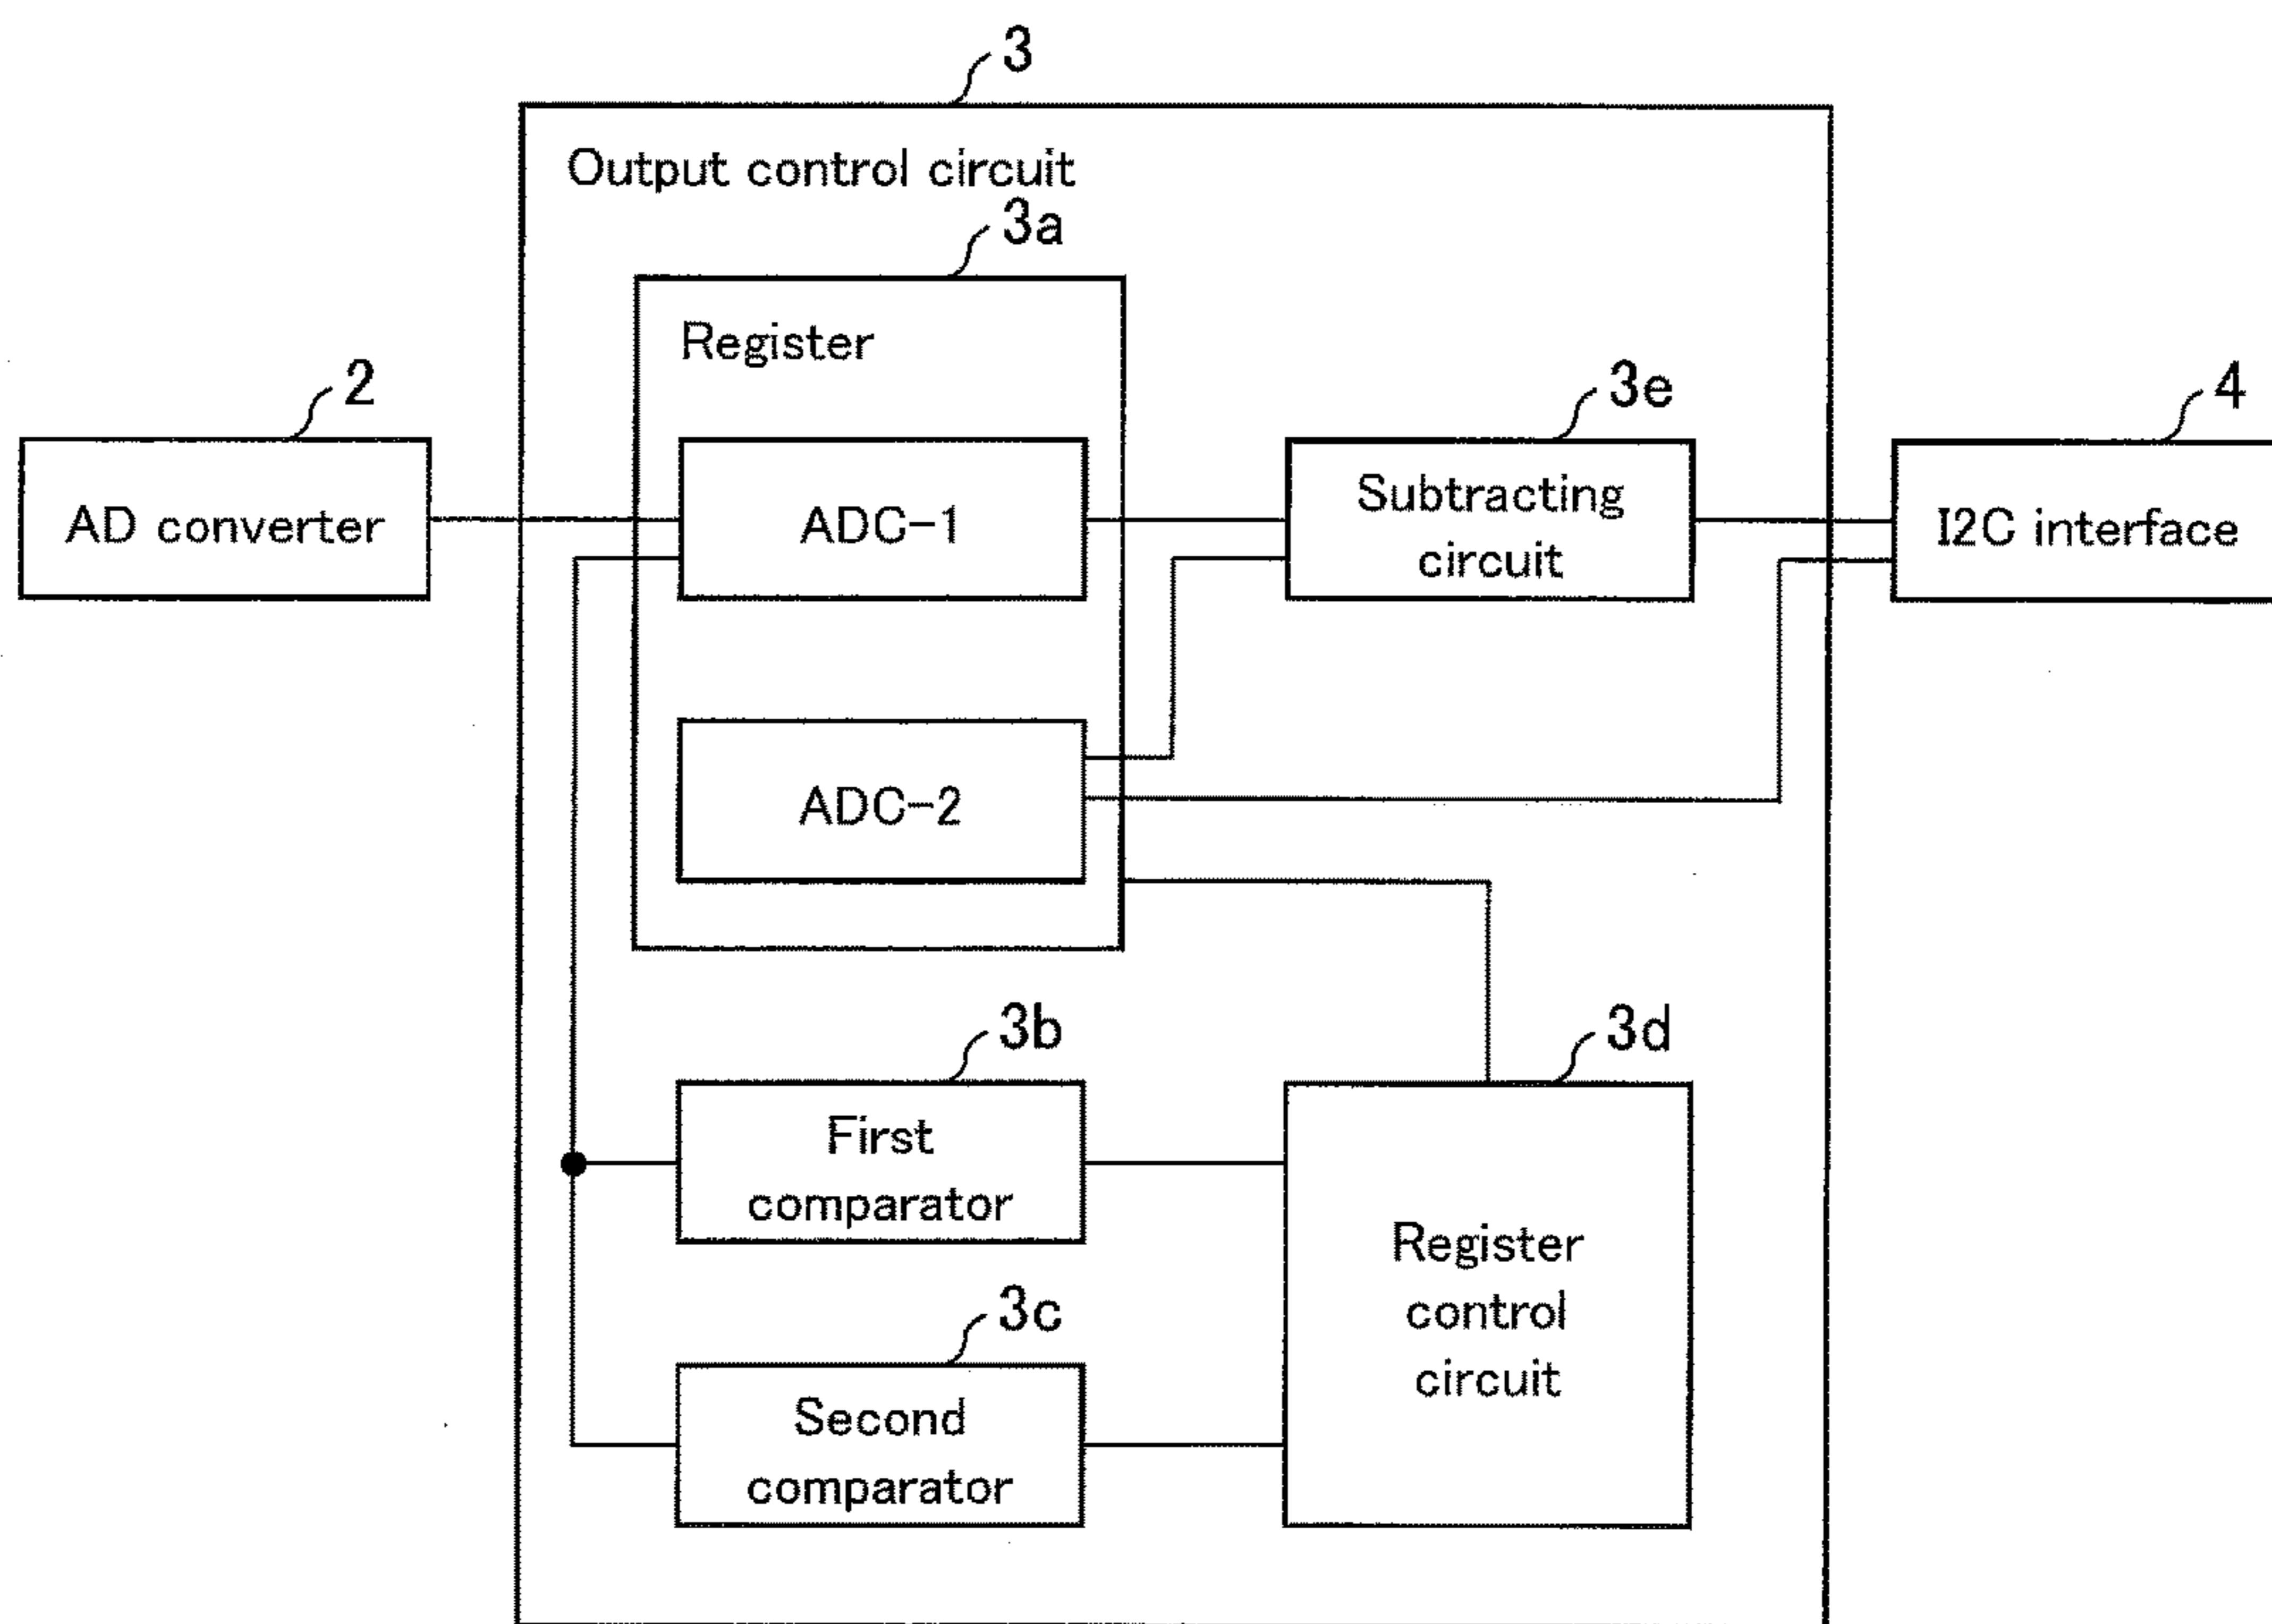 3
Output control circuit
3a
Register
2
3e
4
AD converter
ADC-1
Subtracting
circuit
I2C interface
ADC-2
3b
3d
First
comparator
Register
control
circuit
3c
Second
comparator